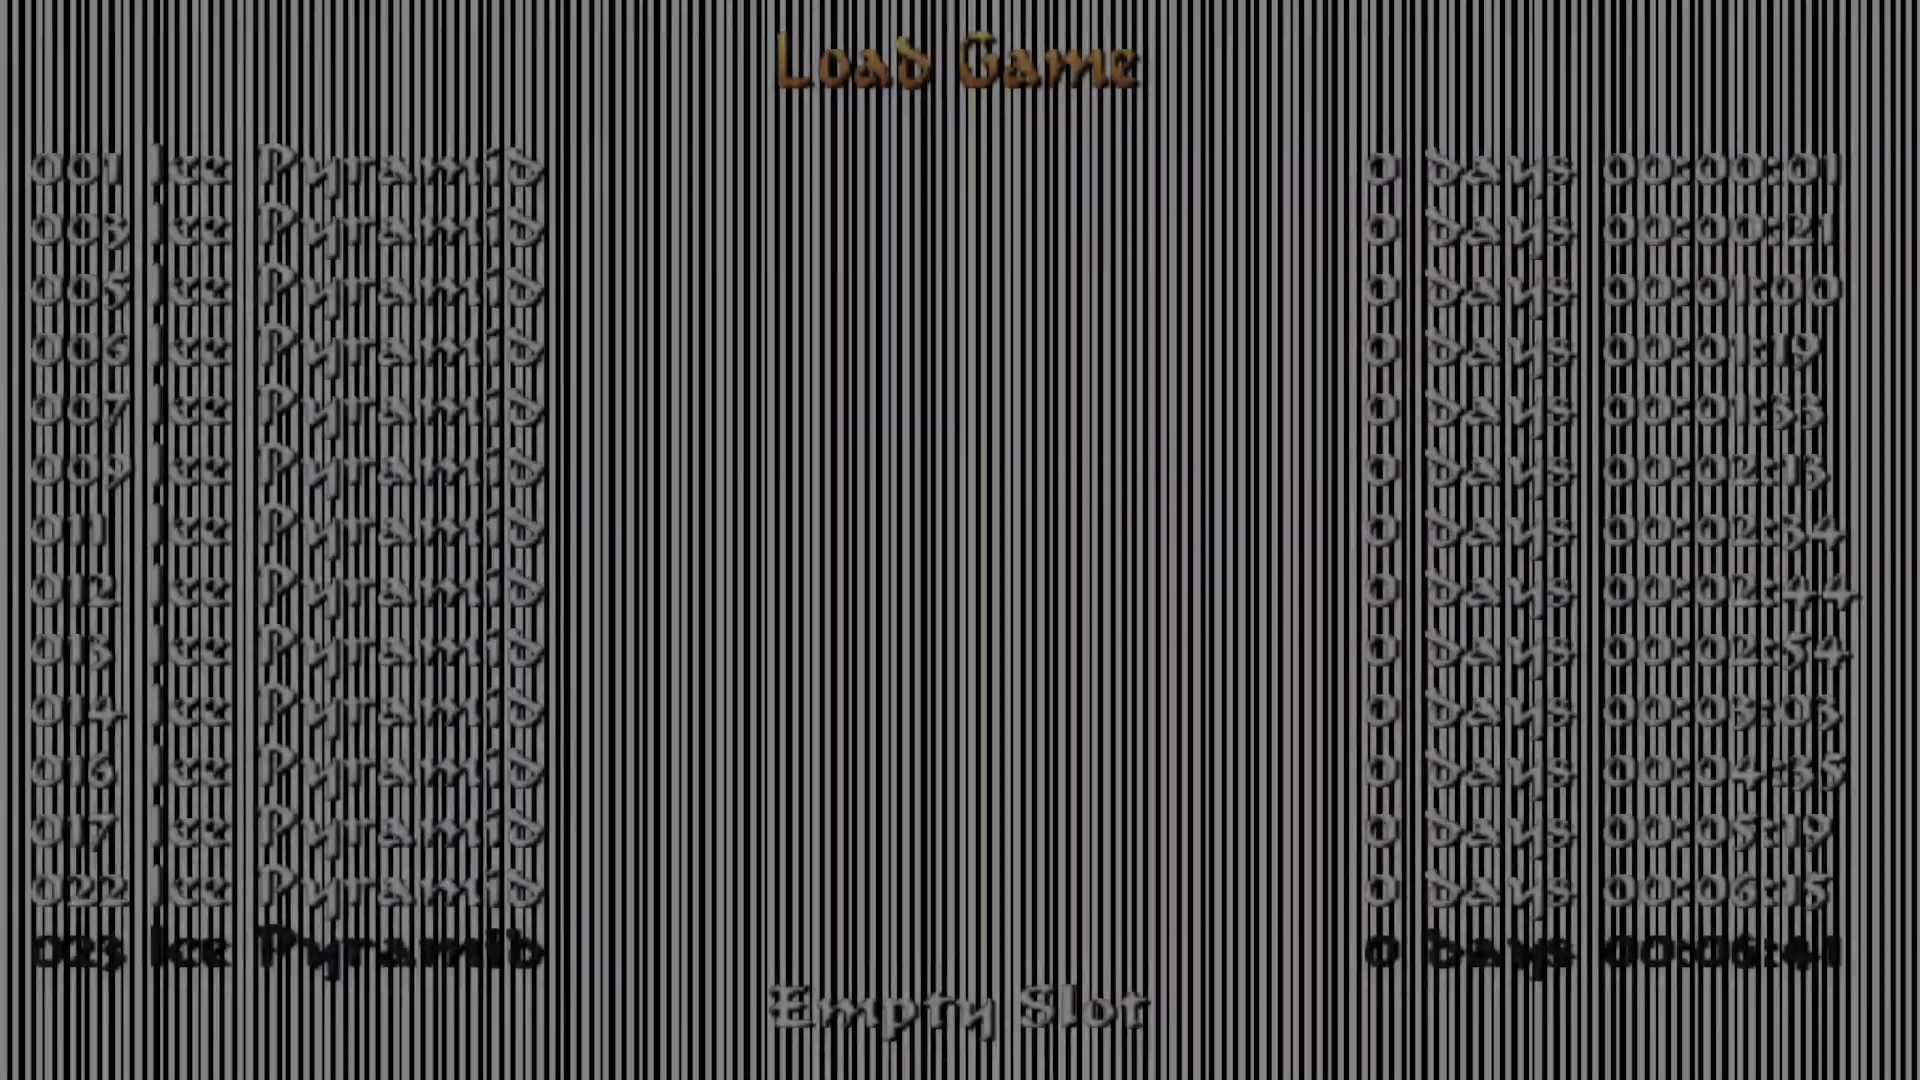 Load Game
001 Ice Pyramid 0 days 00:00:01
003 Ice Pyramid 0 days 00:00:21
005 Ice Pyramid 0 days 00:01:00
006 Ice Pyramid 0 days 00:01:19
007 Ice Pyramid 0 days 00:01:33
009 Ice Pyramid 0 days 00:02:13
011 Ice Pyramid 0 days 00:02:34
012 Ice Pyramid 0 days 00:02:44
013 Ice Pyramid 0 days 00:02:54
014 Ice Pyramid 0 days 00:03:03
016 Ice Pyramid 0 days 00:04:35
017 Ice Pyramid 0 days 00:05:19
022 Ice Pyramid 0 days 00:06:15
023 Ice Pyramid 0 days 00:06:41
Empty Slot